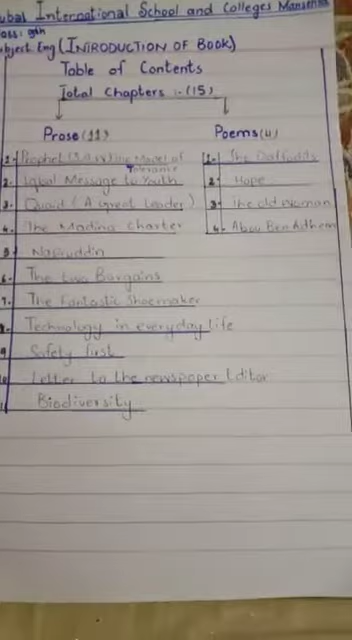 International School and Colleges Mansehra
Eng (INTRODUCTION OF BOOK)
Table of Contents
Total Chapters :- (15)
Prose (11)
1- Prophet (S.A.W) the Model of Tolerance
2- Iqbal Message to Youth
3- Quaid (A great Leader)
4- The Madina Charter
5- Nasiruddin
6- The two Bargains
7- The Fantastic Shoemaker
8- Technology in everyday life
9 Safety first
10 Letter to the newspaper Editor
Biodiversity
Poems (4)
1- The Daffodils
2- Hope
3- The old Woman
4- Abou Ben Adhem